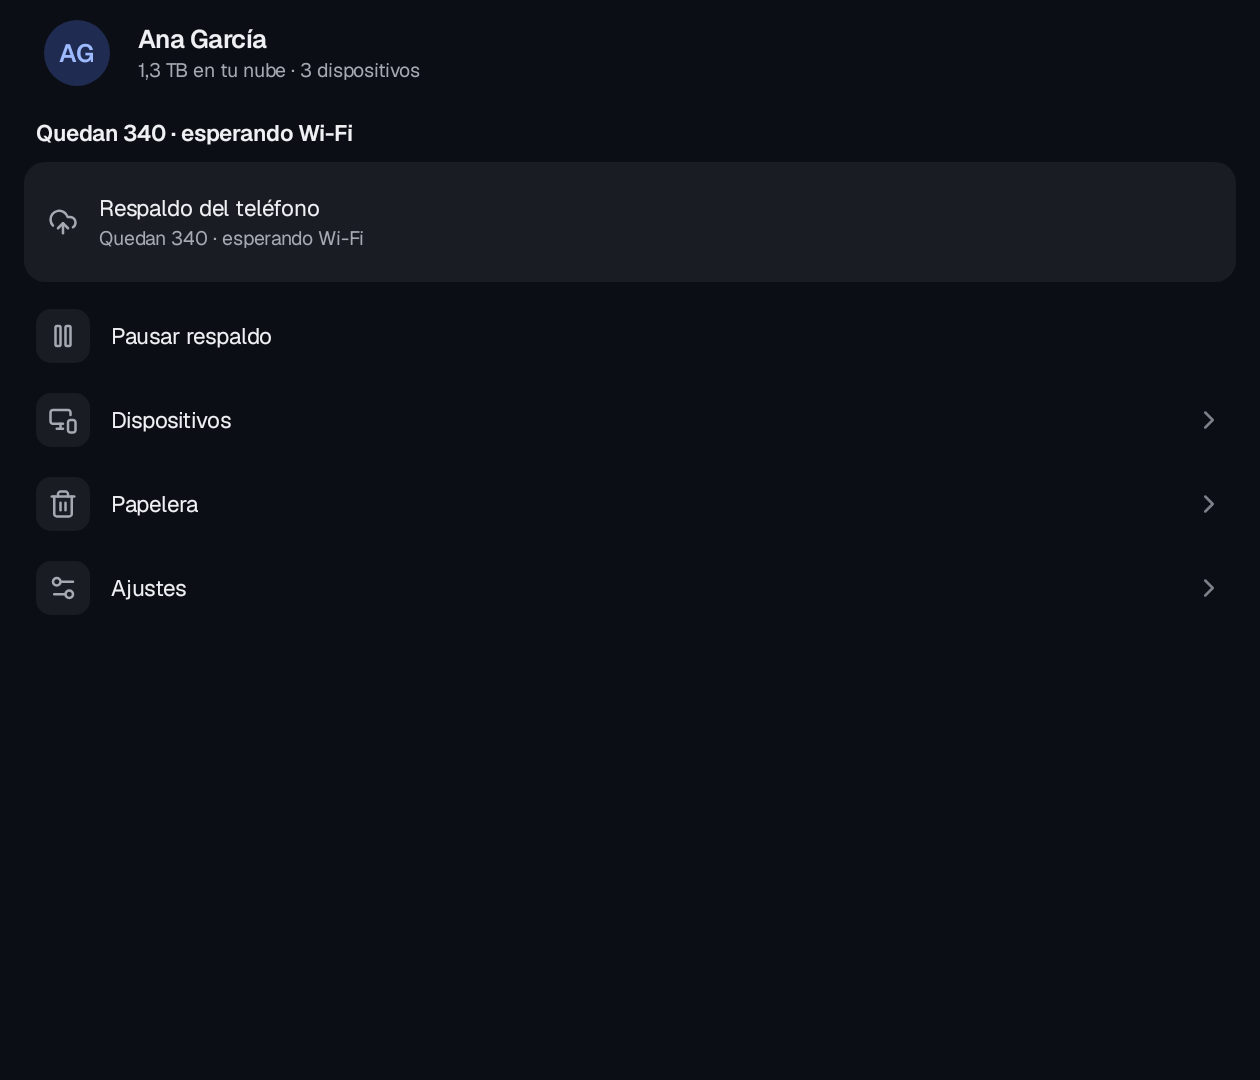 AG
Ana García
1,3 TB en tu nube · 3 dispositivos
Quedan 340 · esperando Wi-Fi
Respaldo del teléfono
Quedan 340 · esperando Wi-Fi
Pausar respaldo
Dispositivos
Papelera
Ajustes